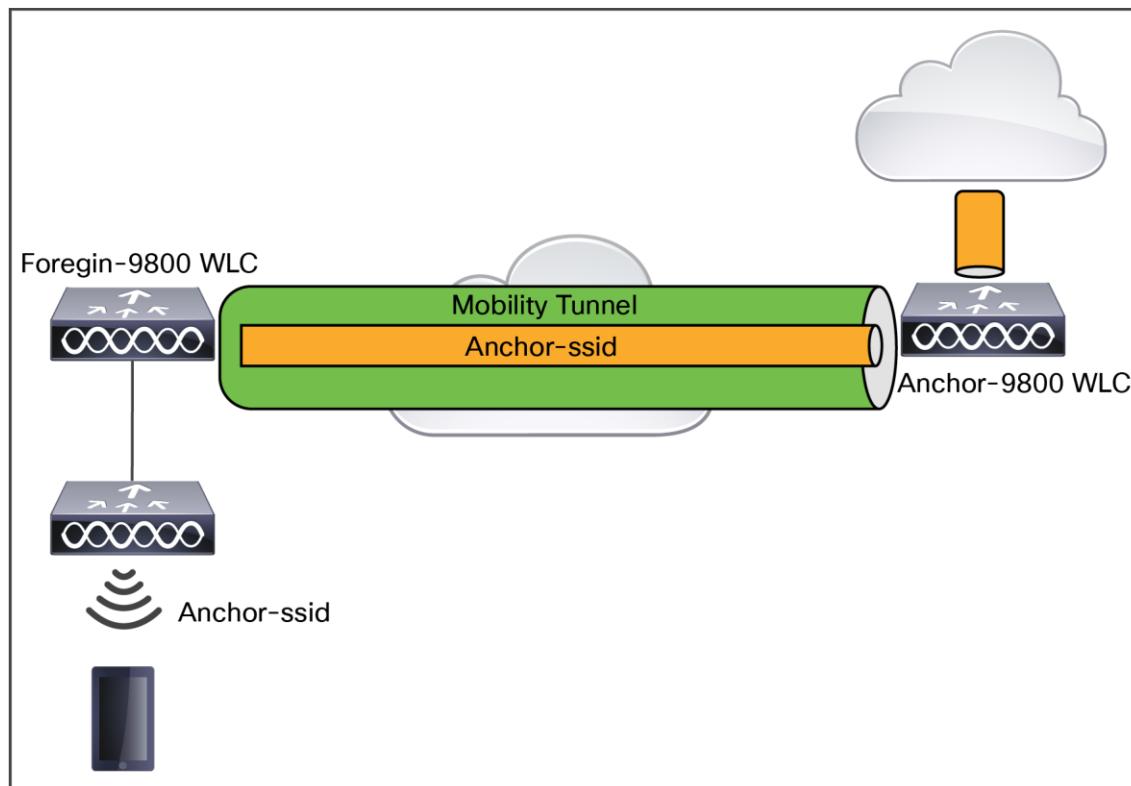 Foregin-9800 WLC
Mobility Tunnel
Anchor-ssid
Anchor-9800 WLC
Anchor-ssid